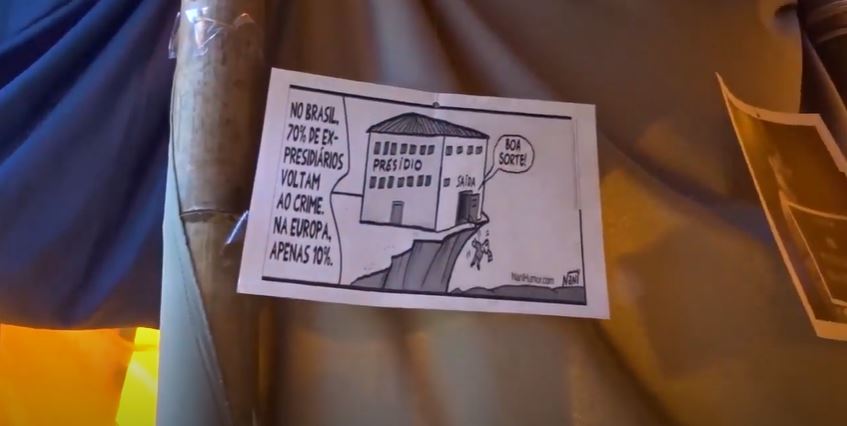 NO BRASIL,
70% DE EX-
PRESIDIÁRIOS
VOLTAM
AO CRIME.
NA EUROPA,
APENAS 10%.
PRESÍDIO
SAÍDA
BOA
SORTE!
NaniHumor.com
NANI